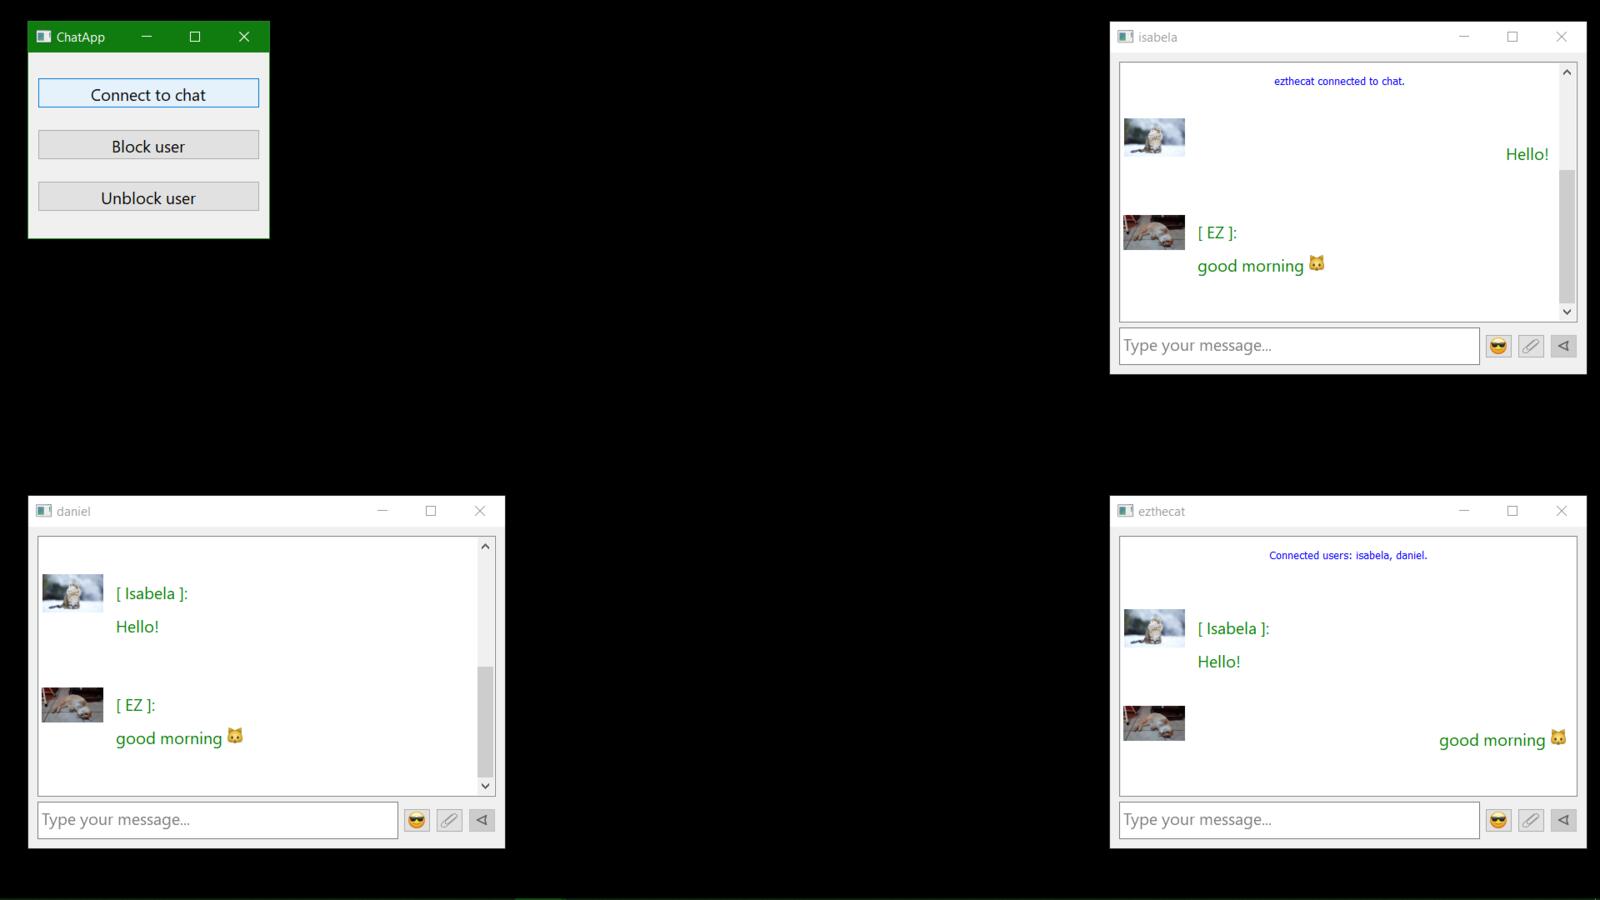 ChatApp
Connect to chat
Block user
Unblock user
isabela
ezthecat connected to chat.
Hello!
[ EZ ]:
good morning 🐱
Type your message...
daniel
[ Isabela ]:
Hello!
[ EZ ]:
good morning 🐱
Type your message...
ezthecat
Connected users: isabela, daniel.
[ Isabela ]:
Hello!
good morning 🐱
Type your message...